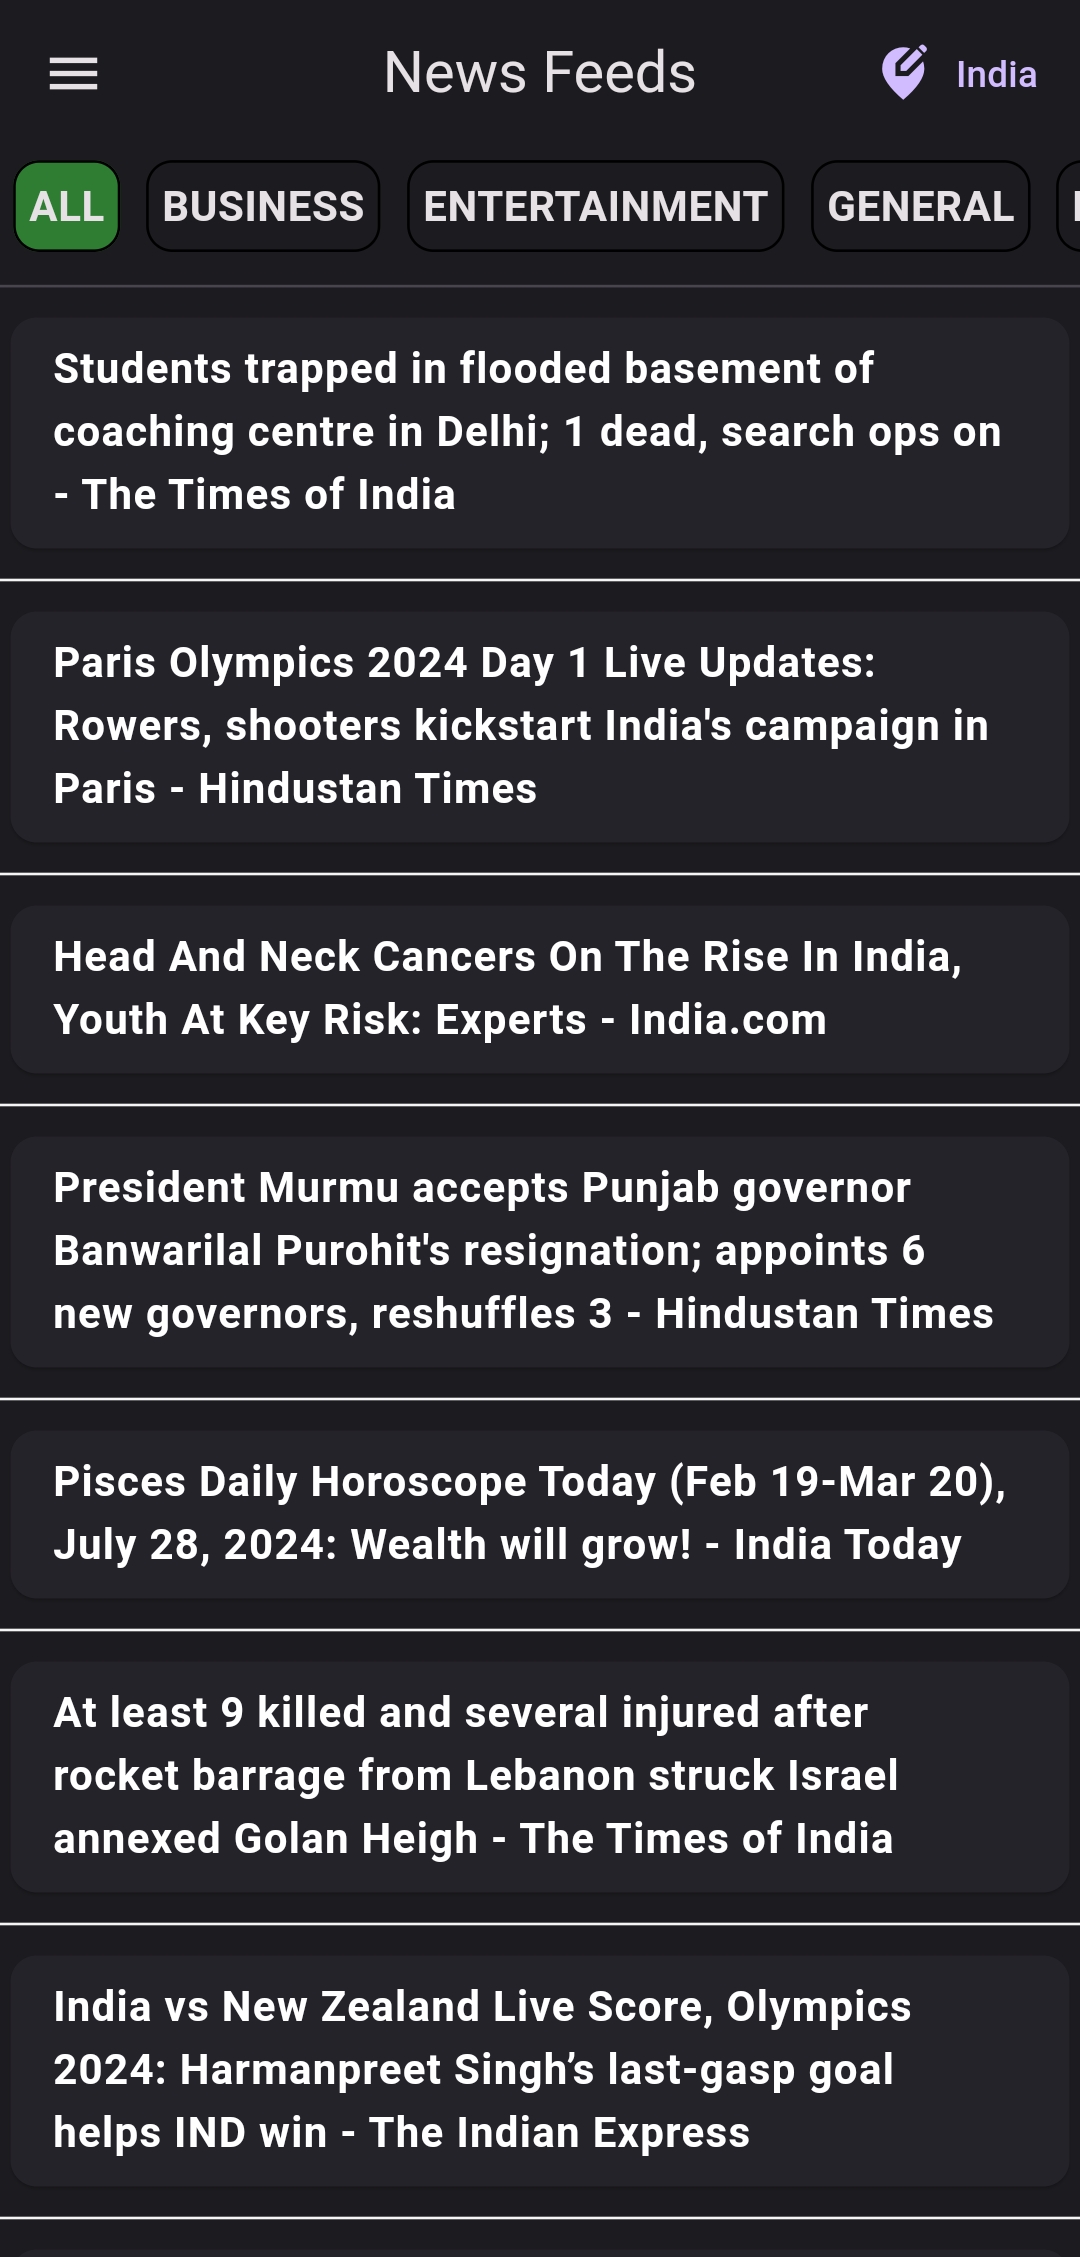 News Feeds
India
ALL
BUSINESS
ENTERTAINMENT
GENERAL
Students trapped in flooded basement of
coaching centre in Delhi; 1 dead, search ops on
- The Times of India
Paris Olympics 2024 Day 1 Live Updates:
Rowers, shooters kickstart India's campaign in
Paris - Hindustan Times
Head And Neck Cancers On The Rise In India,
Youth At Key Risk: Experts - India.com
President Murmu accepts Punjab governor
Banwarilal Purohit's resignation; appoints 6
new governors, reshuffles 3 - Hindustan Times
Pisces Daily Horoscope Today (Feb 19-Mar 20),
July 28, 2024: Wealth will grow! - India Today
At least 9 killed and several injured after
rocket barrage from Lebanon struck Israel
annexed Golan Heigh - The Times of India
India vs New Zealand Live Score, Olympics
2024: Harmanpreet Singh’s last-gasp goal
helps IND win - The Indian Express